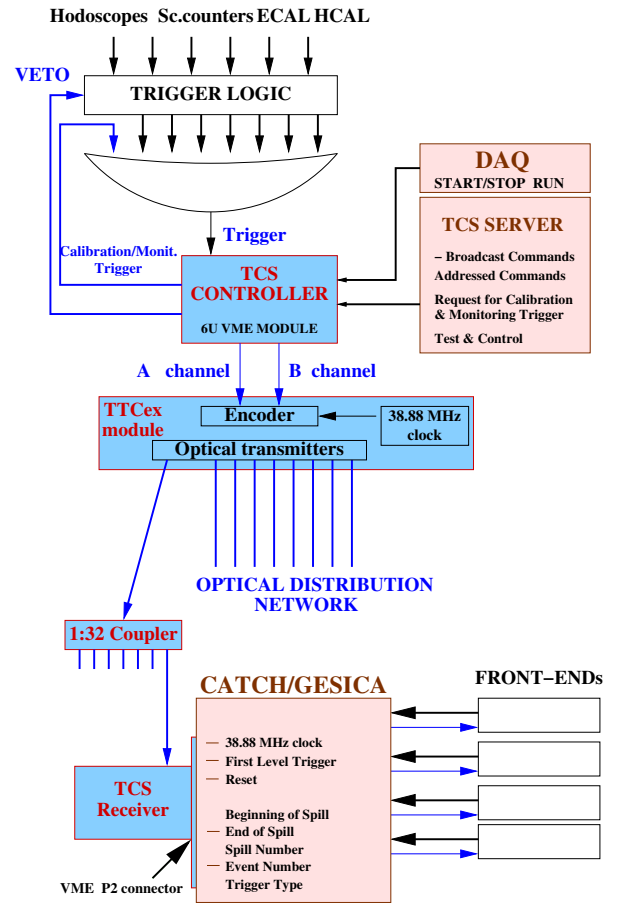 Hodoscopes Sc.counters ECAL HCAL
VETO
TRIGGER LOGIC
DAQ
START/STOP RUN
TCS SERVER
– Broadcast Commands
Addressed Commands
Request for Calibration
& Monitoring Trigger
Test & Control
Trigger
Calibration/Monit.
Trigger
TCS
CONTROLLER
6U VME MODULE
A channel
B channel
TTCex
module
Encoder
38.88 MHz
clock
Optical transmitters
OPTICAL DISTRIBUTION
NETWORK
1:32 Coupler
CATCH/GESICA
FRONT–ENDs
— 38.88 MHz clock
— First Level Trigger
— Reset
Beginning of Spill
— End of Spill
Spill Number
— Event Number
Trigger Type
TCS
Receiver
VME P2 connector